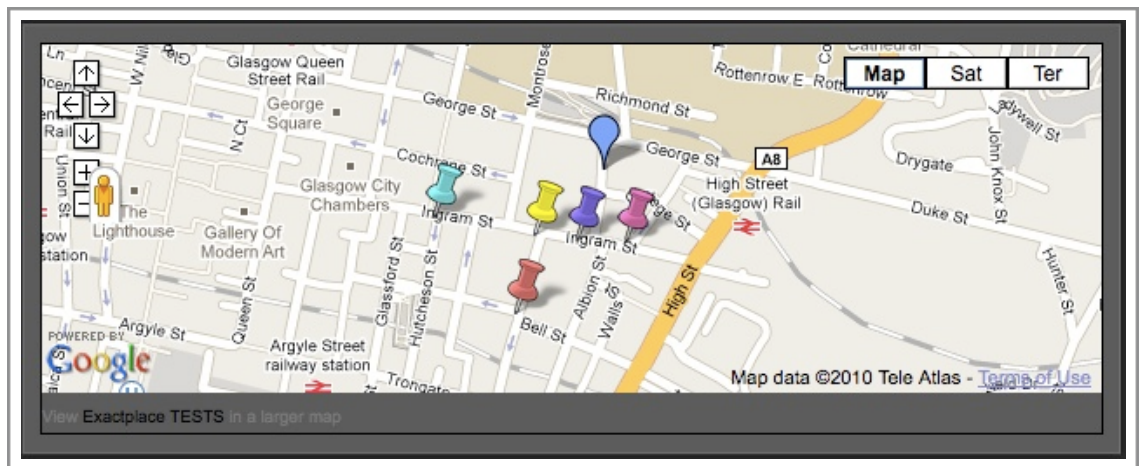 Ln
W Nil
Glasgow Queen
Street Rail
Montrose
Cathedral
Rottenrow E
Rottenrow
Map
Sat
Ter
George
Square
George St
Richmond St
N Ct
Cochrane St
George St
A8
Drygate
John Knox St
Union St
Glasgow City
Chambers
High Street
(Glasgow) Rail
Duke St
The
Lighthouse
Gallery Of
Modern Art
Ingram St
Ingram St
Hunter St
Queen St
Glassford St
Hutcheson St
Albion St
Walls St
High St
Bell St
Argyle St
POWERED BY
Google
Argyle Street
railway station
Trongate
Map data ©2010 Tele Atlas - Terms of Use
View Exactplace TESTS in a larger map